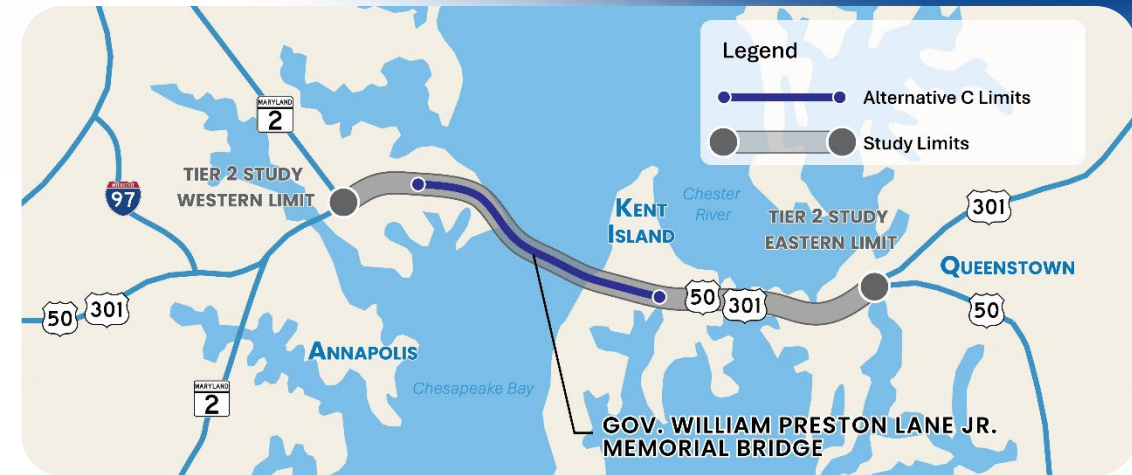 Legend
Alternative C Limits
Study Limits
MARYLAND
2
INTERSTATE
97
TIER 2 STUDY
WESTERN LIMIT
KENT
ISLAND
Chester
River
TIER 2 STUDY
EASTERN LIMIT
301
QUEENSTOWN
50
301
50
301
50
ANNAPOLIS
MARYLAND
2
Chesapeake Bay
GOV. WILLIAM PRESTON LANE JR.
MEMORIAL BRIDGE